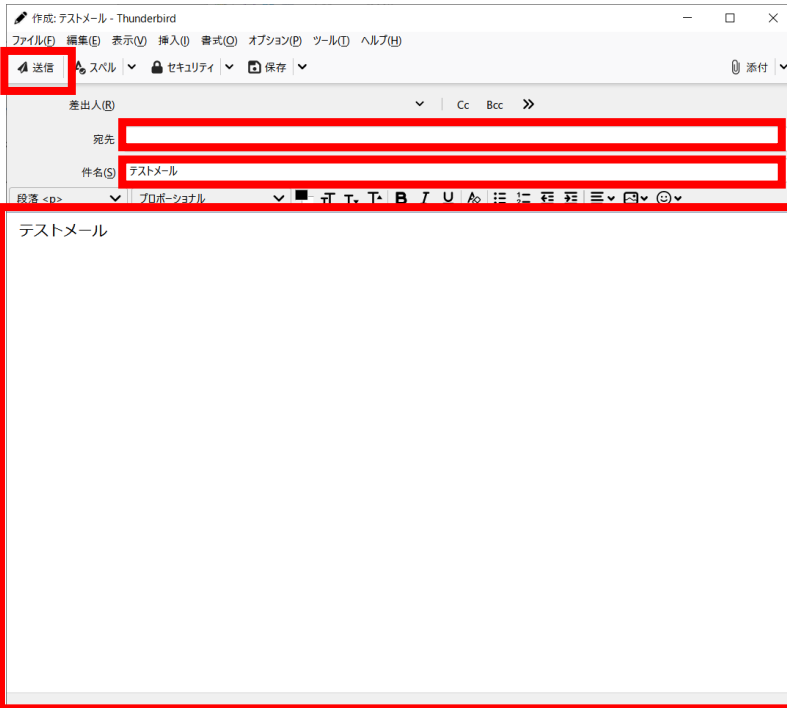 作成: テストメール - Thunderbird
ファイル(F) 編集(E) 表示(V) 挿入(I) 書式(O) オプション(P) ツール(T) ヘルプ(H)
送信 スペル セキュリティ 保存 添付
差出人(R) Cc Bcc
宛先
件名(S) テストメール
段落 <p> プロポーショナル
テストメール